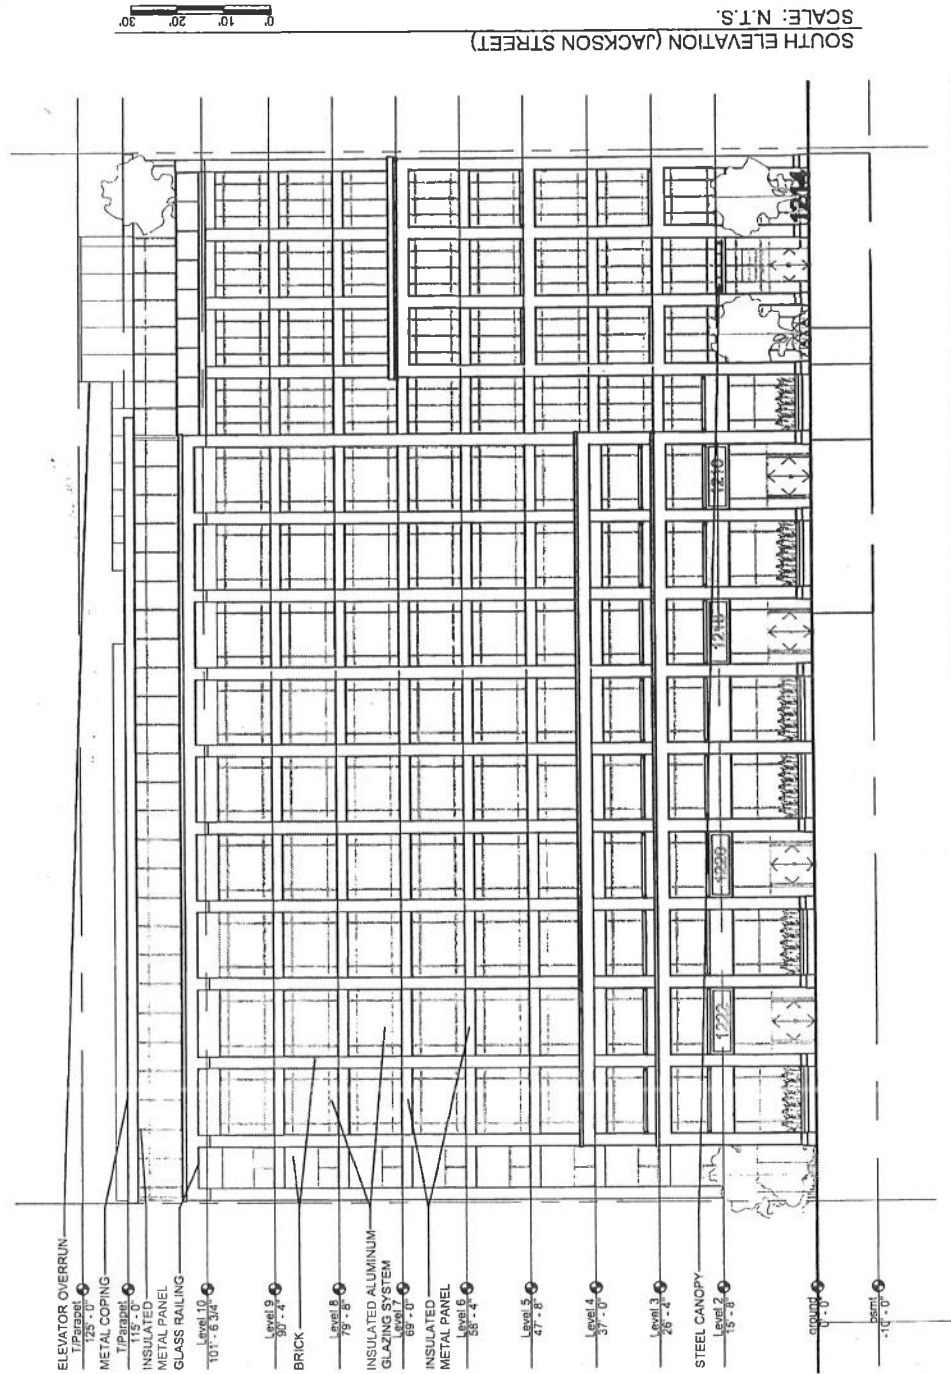 SOUTH ELEVATION (JACKSON STREET)
SCALE: N.T.S.
0' 10' 20' 30'
ELEVATOR OVERRUN
T/Parapet
125' - 0"
METAL COPING
T/Parapet
115' - 0"
INSULATED
METAL PANEL
GLASS RAILING
Level 10
101' - 6 3/4"
Level 9
90' - 4"
BRICK
Level 8
79' - 8"
INSULATED ALUMINUM
GLAZING SYSTEM
Level 7
69' - 0"
INSULATED
METAL PANEL
Level 6
58' - 4"
Level 5
47' - 8"
Level 4
37' - 0"
Level 3
26' - 4"
STEEL CANOPY
Level 2
15' - 8"
ground
0' - 0"
bsmt
-10' - 0"
1222
1220
1218
1210
1214